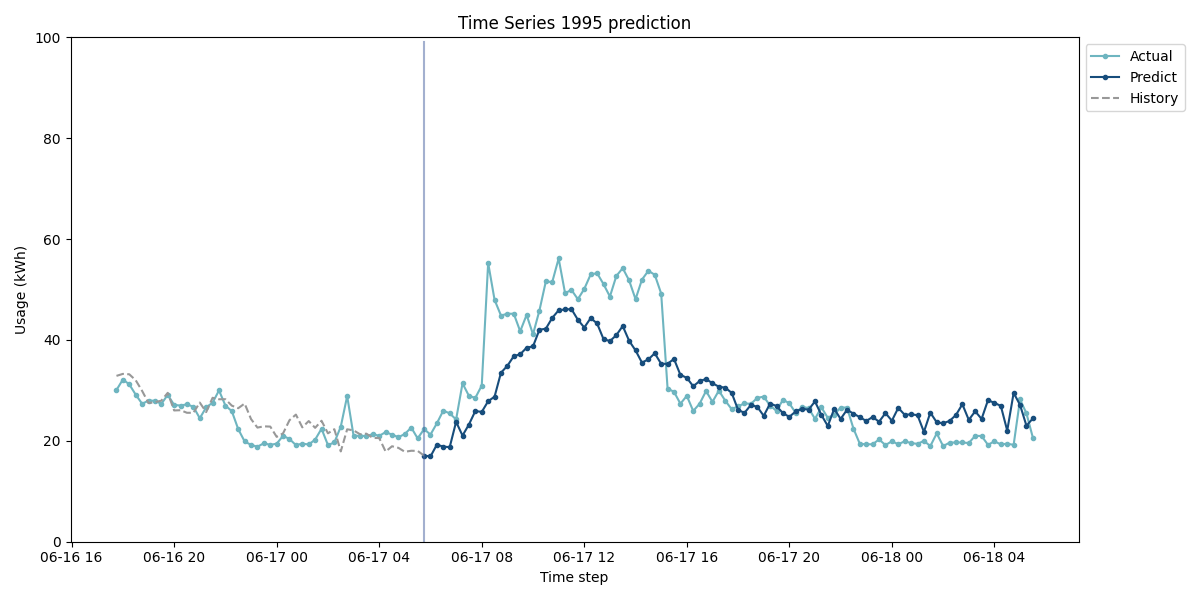 Time Series 1995 prediction
Usage (kWh)
100
80
60
40
20
0
06-16 16
06-16 20
06-17 00
06-17 04
06-17 08
06-17 12
06-17 16
06-17 20
06-18 00
06-18 04
Time step
Actual
Predict
History